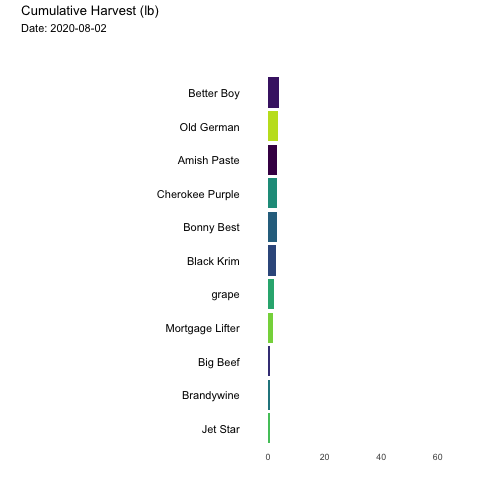 Cumulative Harvest (lb)
Date: 2020-08-02
Better Boy
Old German
Amish Paste
Cherokee Purple
Bonny Best
Black Krim
grape
Mortgage Lifter
Big Beef
Brandywine
Jet Star
0 20 40 60